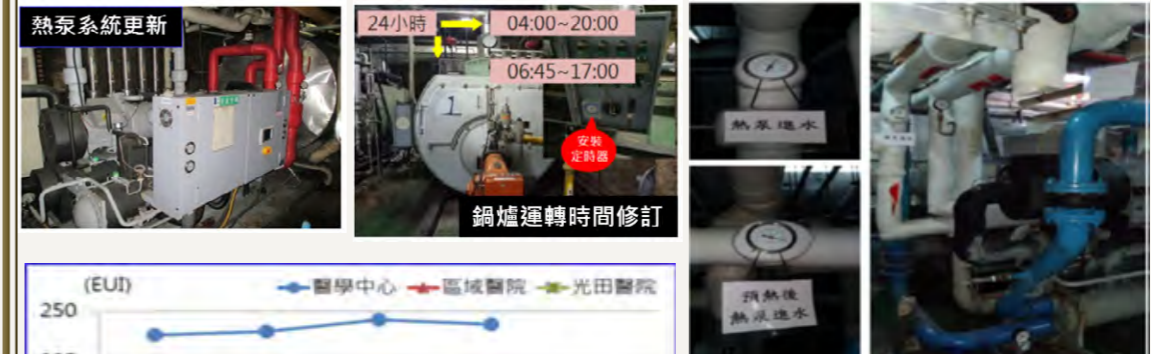 熱泵系統更新
24小時
04:00~20:00
06:45~17:00
1
安裝
定時器
鍋爐運轉時間修訂
熱泵進水
預熱後
熱泵進水
(EUI)
醫學中心
區域醫院
光田醫院
250